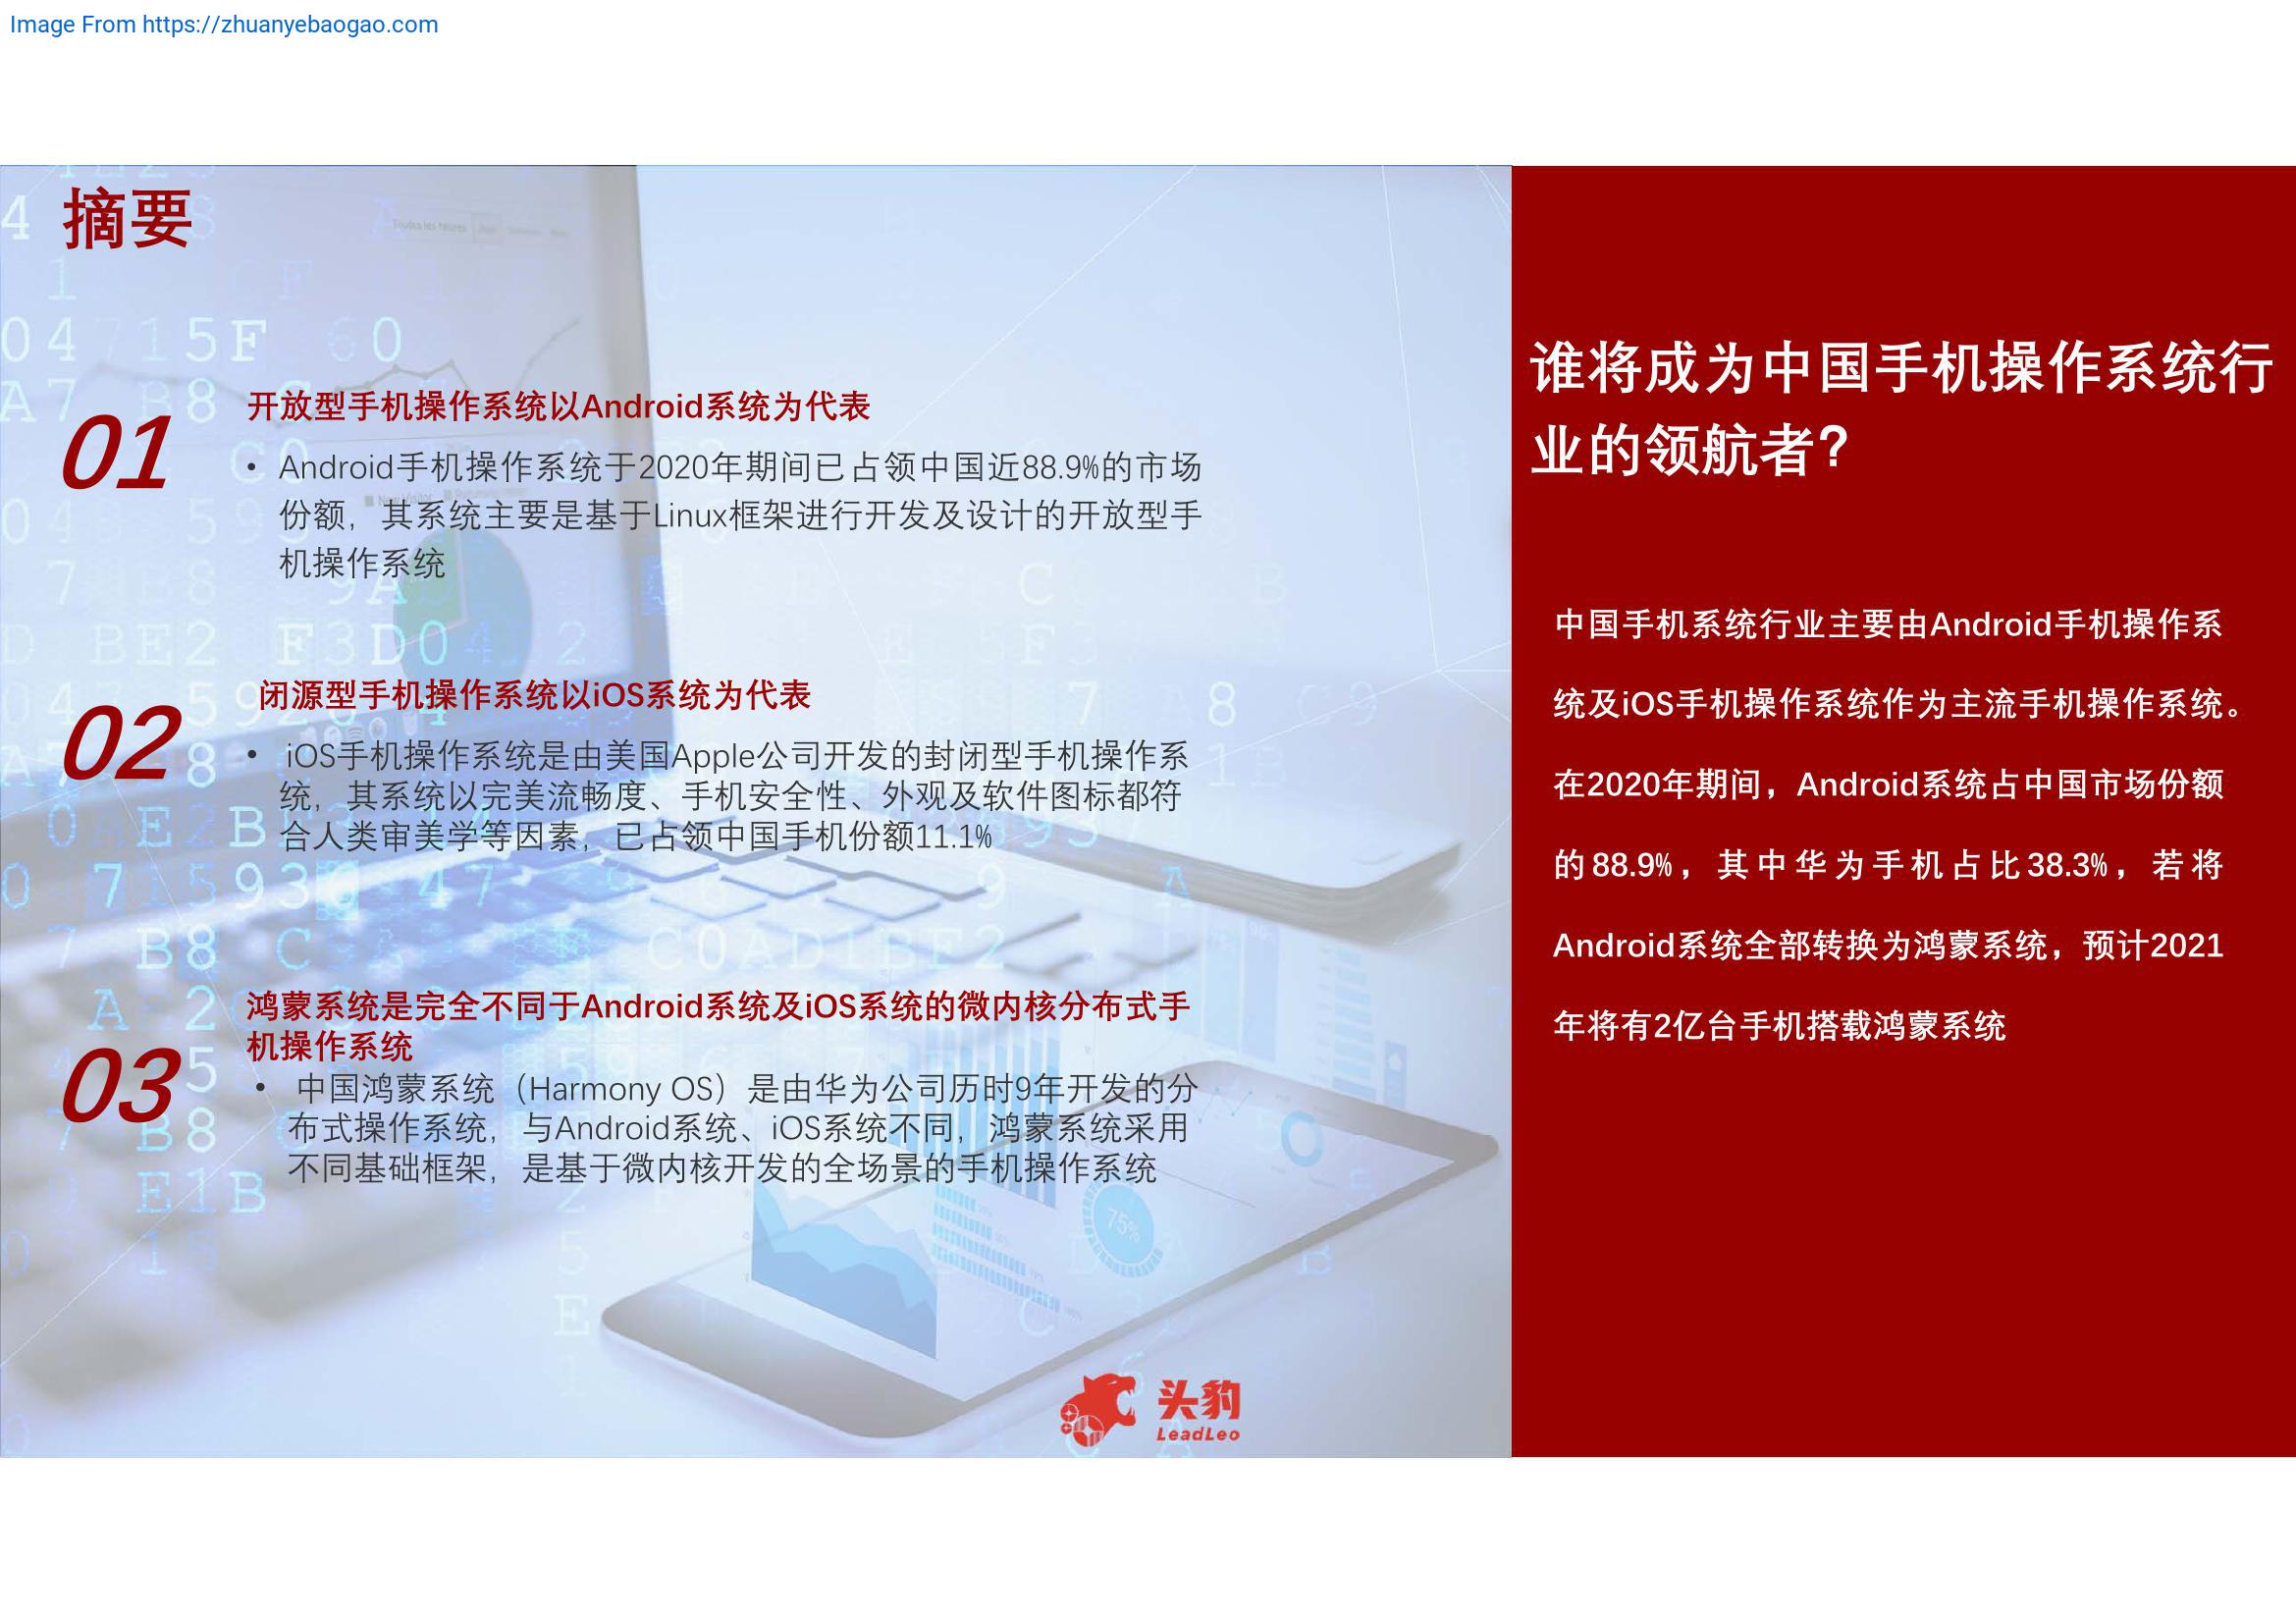 Image From https://zhuanyebaogao.com
摘要
01
开放型手机操作系统以Android系统为代表
• Android手机操作系统于2020年期间已占领中国近88.9%的市场
份额，其系统主要是基于Linux框架进行开发及设计的开放型手
机操作系统
02
闭源型手机操作系统以iOS系统为代表
• iOS手机操作系统是由美国Apple公司开发的封闭型手机操作系
统，其系统以完美流畅度、手机安全性、外观及软件图标都符
合人类审美学等因素，已占领中国手机份额11.1%
03
鸿蒙系统是完全不同于Android系统及iOS系统的微内核分布式手
机操作系统
• 中国鸿蒙系统（Harmony OS）是由华为公司历时9年开发的分
布式操作系统，与Android系统、iOS系统不同，鸿蒙系统采用
不同基础框架，是基于微内核开发的全场景的手机操作系统
头豹
LeadLeo
谁将成为中国手机操作系统行
业的领航者？
中国手机系统行业主要由Android手机操作系
统及iOS手机操作系统作为主流手机操作系统。
在2020年期间，Android系统占中国市场份额
的88.9%，其中华为手机占比38.3%，若将
Android系统全部转换为鸿蒙系统，预计2021
年将有2亿台手机搭载鸿蒙系统